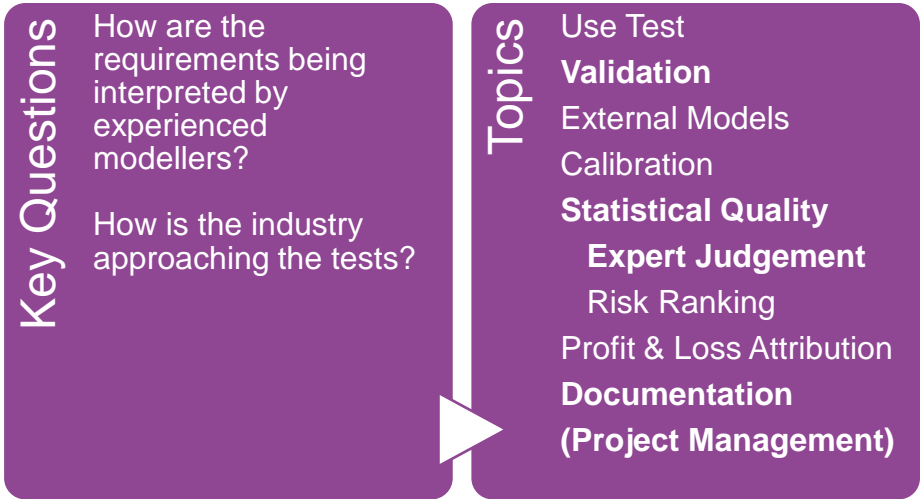 Key Questions
How are the
requirements being
interpreted by
experienced
modellers?
How is the industry
approaching the tests?
Topics
Use Test
Validation
External Models
Calibration
Statistical Quality
Expert Judgement
Risk Ranking
Profit & Loss Attribution
Documentation
(Project Management)